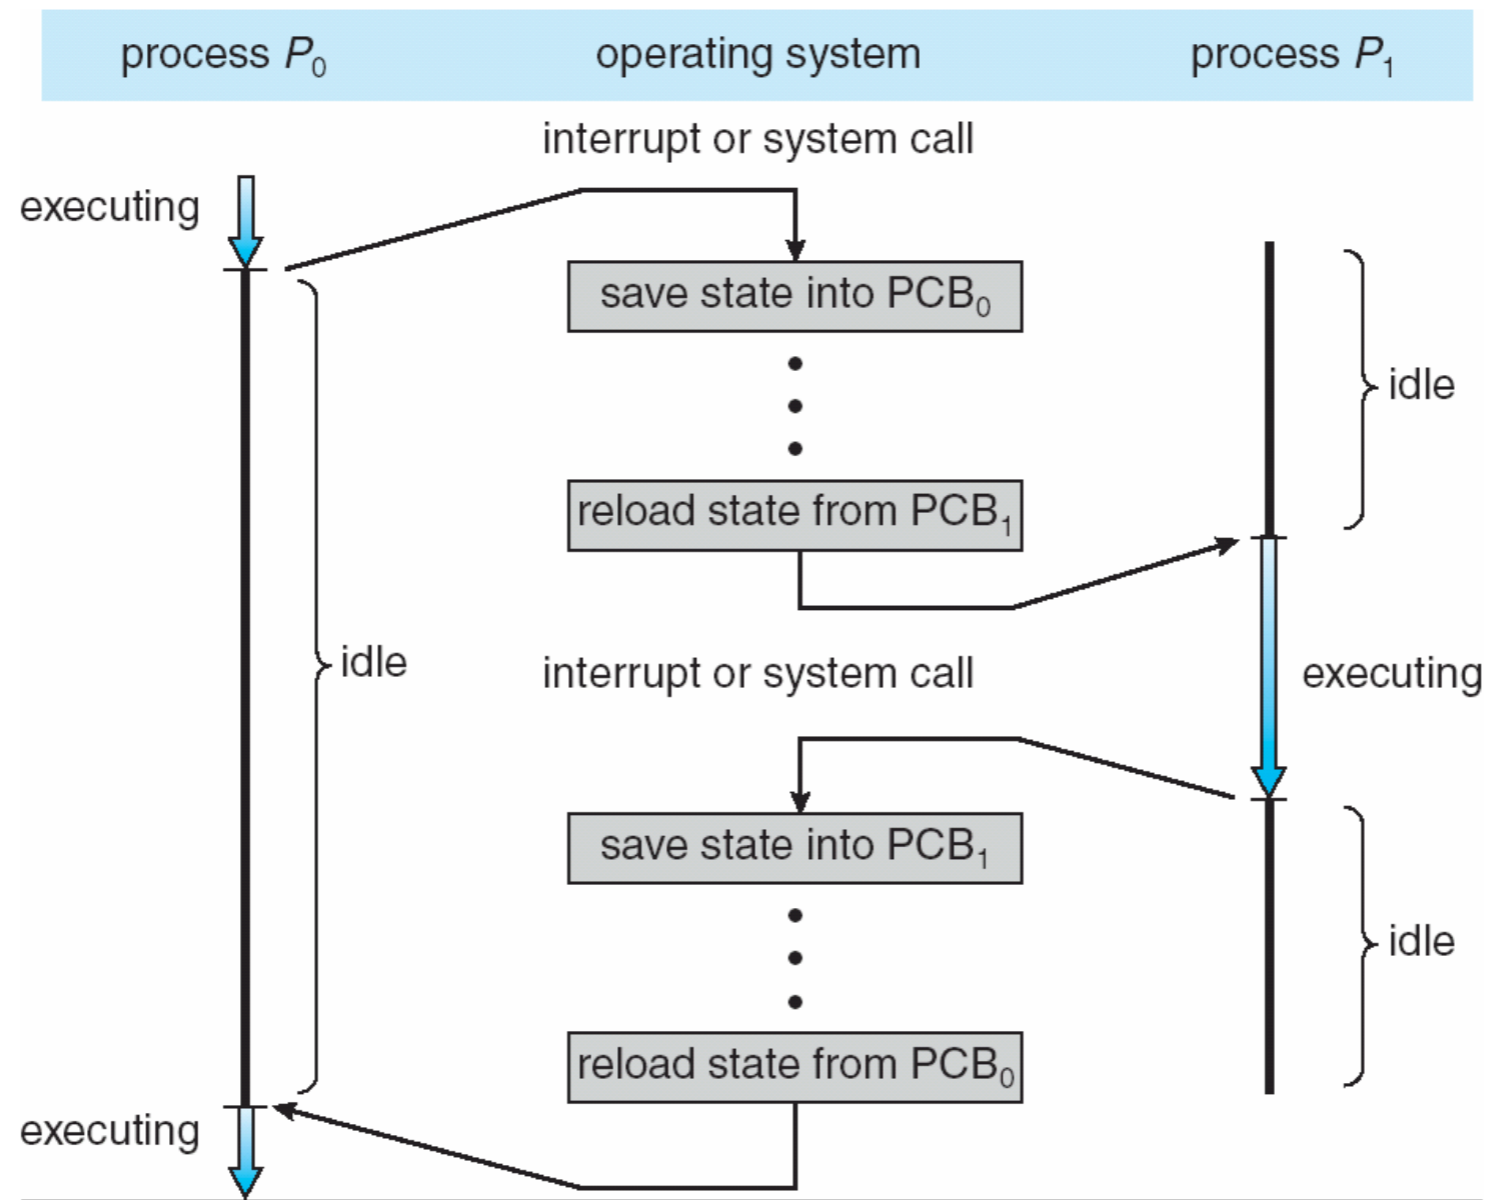 process P₀ operating system process P₁
interrupt or system call
executing
save state into PCB₀
idle
reload state from PCB₁
idle
interrupt or system call
executing
save state into PCB₁
idle
reload state from PCB₀
executing